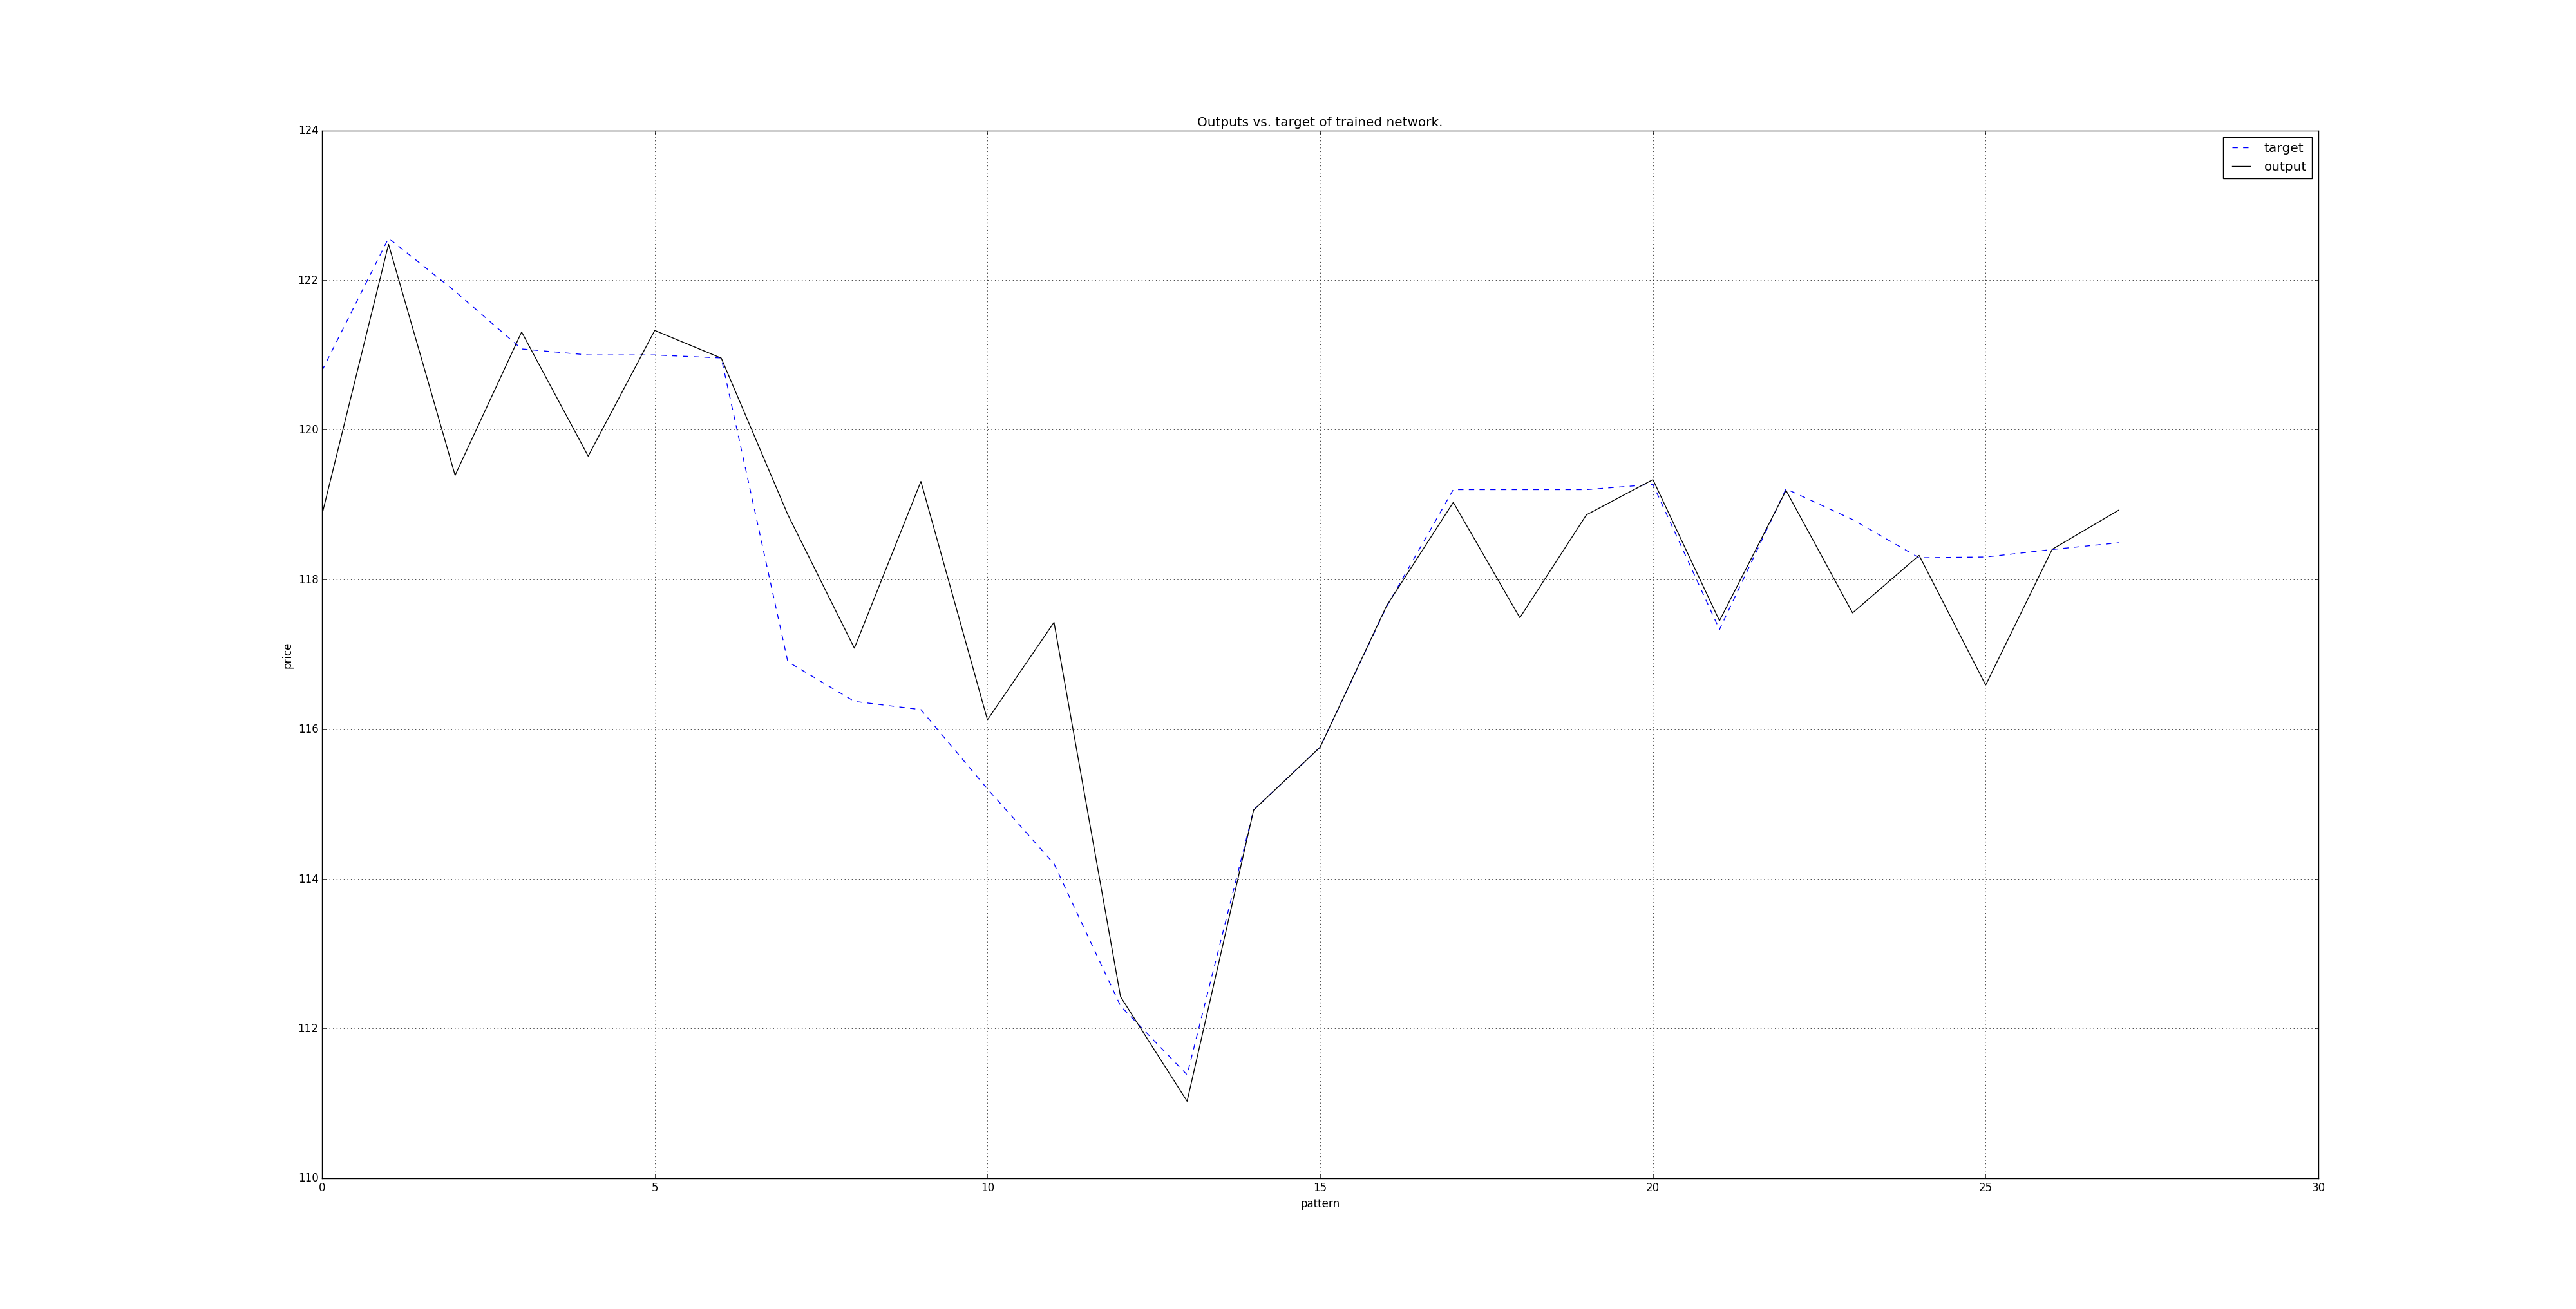 Outputs vs. target of trained network.
124
122
120
118
116
114
112
110
price
target
output
0 5 10 15 20 25 30
pattern